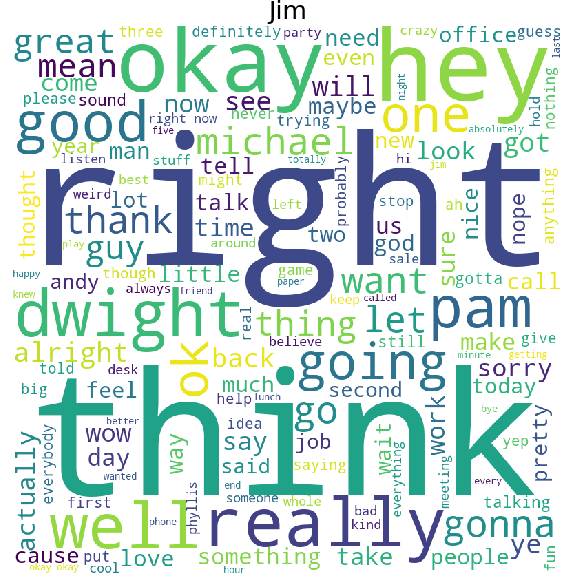 Jim
great three definitely party need office guess
okay hey
mean even crazy last
come will nothing
please sound now see maybe one hold
good right now never trying night absolutely
five michael new got
year man listen stuff tell totally hi look
thought right
weird best might left probably jim ah anything
thank lot talk us stop nice nope
play guy time two god sale
around
happy andy though little game want sure gotta call
knew always friend paper keep called
dwight thing real let pam
believe still make give
alright ok back going minute getting
told desk much second sorry
big feel help lunch go today
think
better idea work bye yep pretty
wow say job wait
everybody day wanted way said saying everything meeting every
actually first phyllis end someone whole bad kind talking
well really gonna
phone ye
cause put love something take people fun
okay okay cool hour